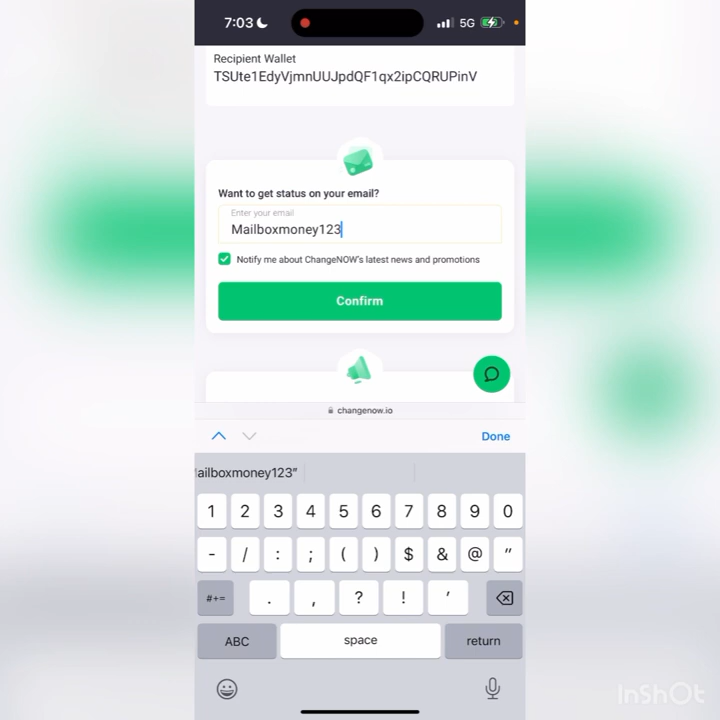 7:03
5G
Recipient Wallet
TSUte1EdyVjmnUUJpdQF1qx2ipCQRUPinV
Want to get status on your email?
Enter your email
Mailboxmoney123
Notify me about ChangeNOW's latest news and promotions
Confirm
changenow.io
Done
ailboxmoney123"
1 2 3 4 5 6 7 8 9 0
- / : ; ( ) $ & @ "
#+= . , ? ! '
ABC space return
InShOt